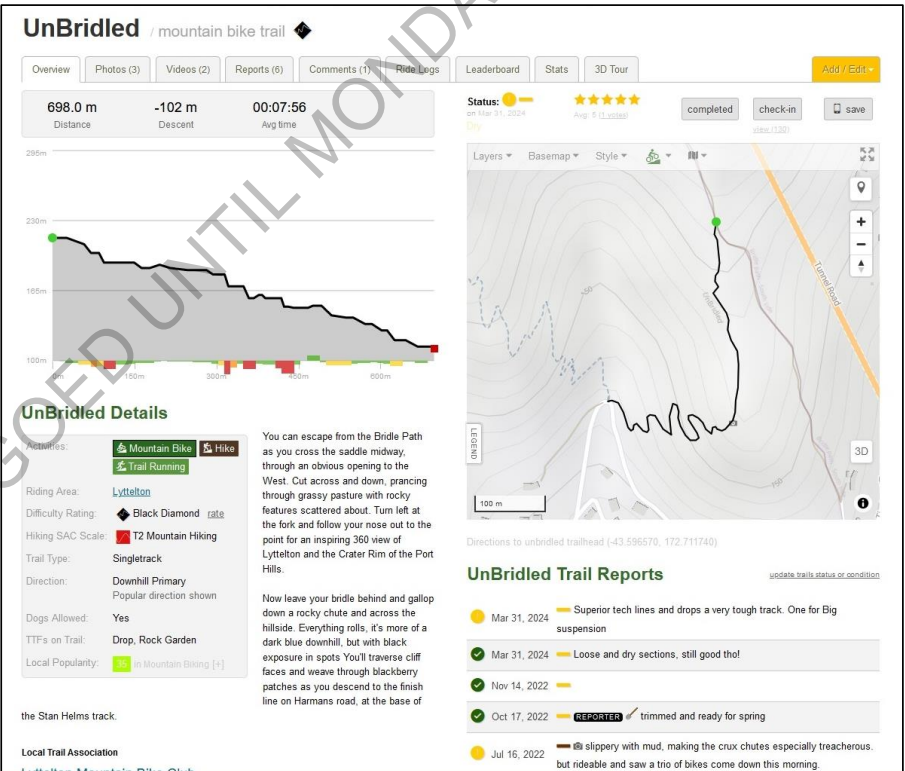 UnBridled / mountain bike trail
Overview Photos (3) Videos (2) Reports (6) Comments (1) Ride Logs Leaderboard Stats 3D Tour Add / Edit
698.0 m -102 m 00:07:56
Distance Descent Avg time
Status:
on Mar 31, 2024
Dry
Avg: 5 (1 votes)
completed check-in save
view (130)
Layers Basemap Style
295m
230m
165m
100m
0m 150m 300m 450m 600m
Tunnel Road
UnBridled
LEGEND
3D
100 m
UnBridled Details
Activities: Mountain Bike Hike
Trail Running
Riding Area: Lyttelton
Difficulty Rating: Black Diamond rate
Hiking SAC Scale: T2 Mountain Hiking
Trail Type: Singletrack
Direction: Downhill Primary
Popular direction shown
Dogs Allowed: Yes
TTFs on Trail: Drop, Rock Garden
Local Popularity: 35 in Mountain Biking [+]
You can escape from the Bridle Path
as you cross the saddle midway,
through an obvious opening to the
West. Cut across and down, prancing
through grassy pasture with rocky
features scattered about. Turn left at
the fork and follow your nose out to the
point for an inspiring 360 view of
Lyttelton and the Crater Rim of the Port
Hills.
Now leave your bridle behind and gallop
down a rocky chute and across the
hillside. Everything rolls, it's more of a
dark blue downhill, but with black
exposure in spots You'll traverse cliff
faces and weave through blackberry
patches as you descend to the finish
line on Harmans road, at the base of
the Stan Helms track.
Local Trail Association
Lyttelton Mountain Bike Club
Directions to unbridled trailhead (-43.596570, 172.711740)
UnBridled Trail Reports update trails status or condition
Mar 31, 2024 Superior tech lines and drops a very tough track. One for Big
suspension
Mar 31, 2024 Loose and dry sections, still good tho!
Nov 14, 2022
Oct 17, 2022 REPORTER trimmed and ready for spring
Jul 16, 2022 slippery with mud, making the crux chutes especially treacherous.
but rideable and saw a trio of bikes come down this morning.
GOED UNTIL MONDA